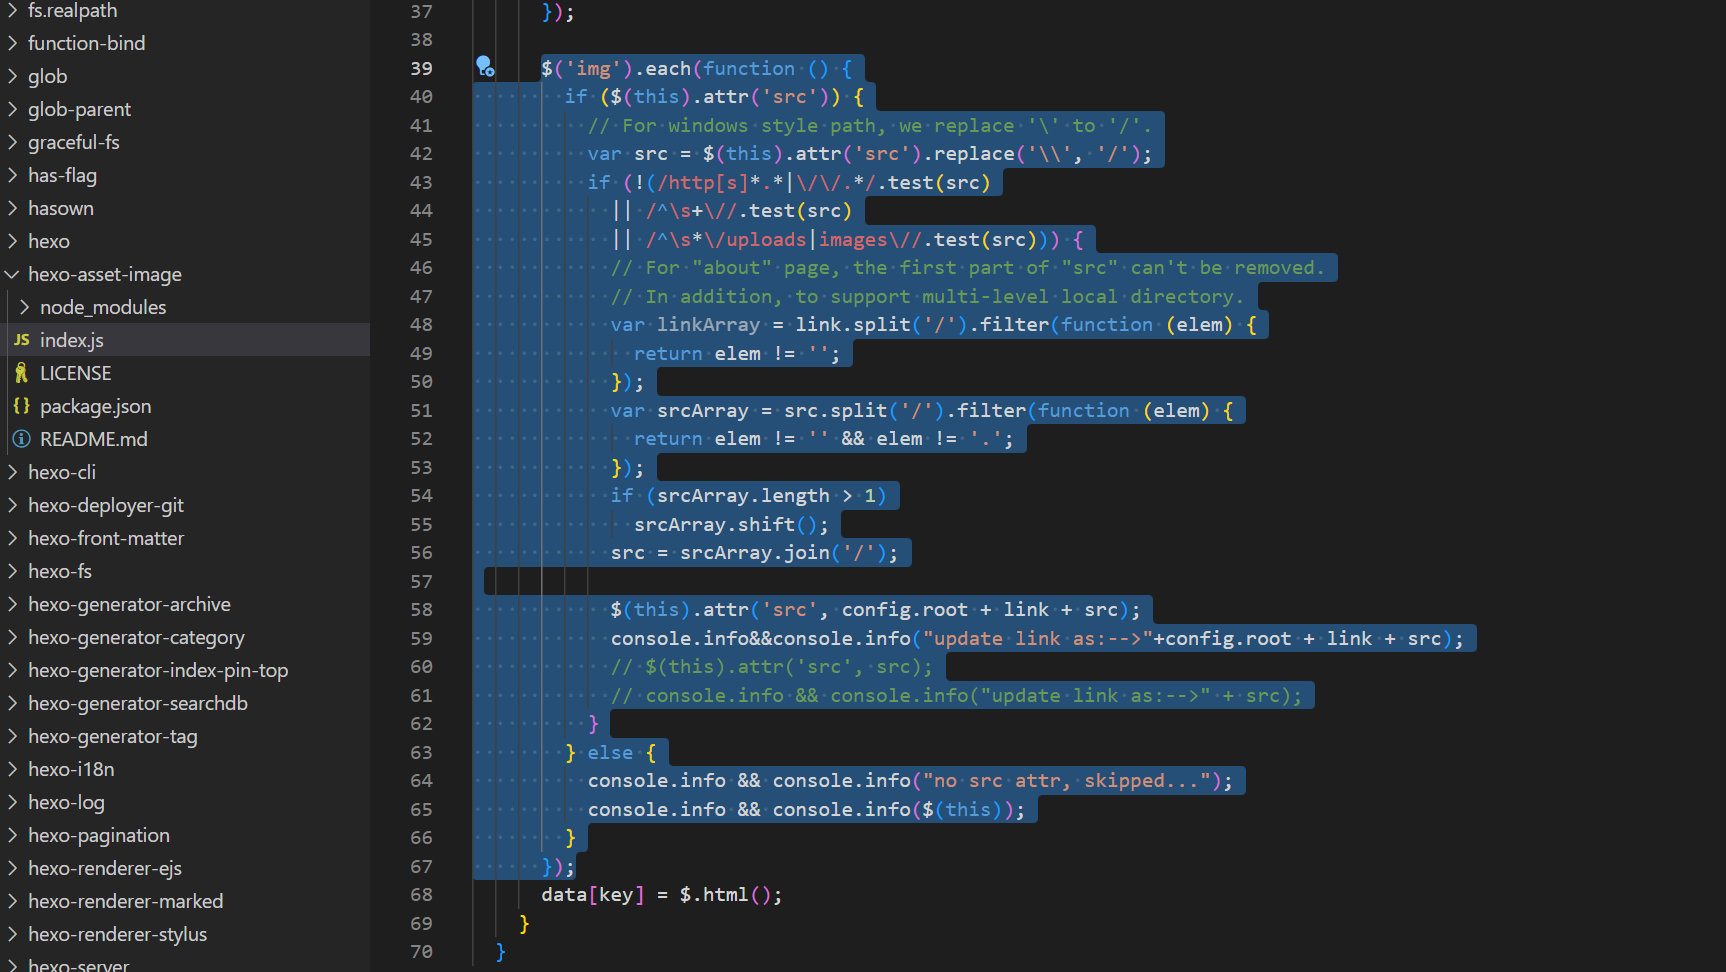 fs.realpath
function-bind
glob
glob-parent
graceful-fs
has-flag
hasown
hexo
hexo-asset-image
node_modules
JS index.js
LICENSE
{} package.json
README.md
hexo-cli
hexo-deployer-git
hexo-front-matter
hexo-fs
hexo-generator-archive
hexo-generator-category
hexo-generator-index-pin-top
hexo-generator-searchdb
hexo-generator-tag
hexo-i18n
hexo-log
hexo-pagination
hexo-renderer-ejs
hexo-renderer-marked
hexo-renderer-stylus
hexo-server
37 });
38
39 $('img').each(function () {
40 if ($(this).attr('src')) {
41 // For windows style path, we replace '\' to '/'.
42 var src = $(this).attr('src').replace('\\', '/');
43 if (!(/http[s]*.*|\/\/.*/.test(src)
44 || /^\s+\//.test(src)
45 || /^\s*\/uploads|images\//.test(src))) {
46 // For "about" page, the first part of "src" can't be removed.
47 // In addition, to support multi-level local directory.
48 var linkArray = link.split('/').filter(function (elem) {
49 return elem != '';
50 });
51 var srcArray = src.split('/').filter(function (elem) {
52 return elem != '' && elem != '.';
53 });
54 if (srcArray.length > 1)
55 srcArray.shift();
56 src = srcArray.join('/');
57
58 $(this).attr('src', config.root + link + src);
59 console.info&&console.info("update link as:-->"+config.root + link + src);
60 // $(this).attr('src', src);
61 // console.info && console.info("update link as:-->" + src);
62 }
63 } else {
64 console.info && console.info("no src attr, skipped...");
65 console.info && console.info($(this));
66 }
67 });
68 data[key] = $.html();
69 }
70 }